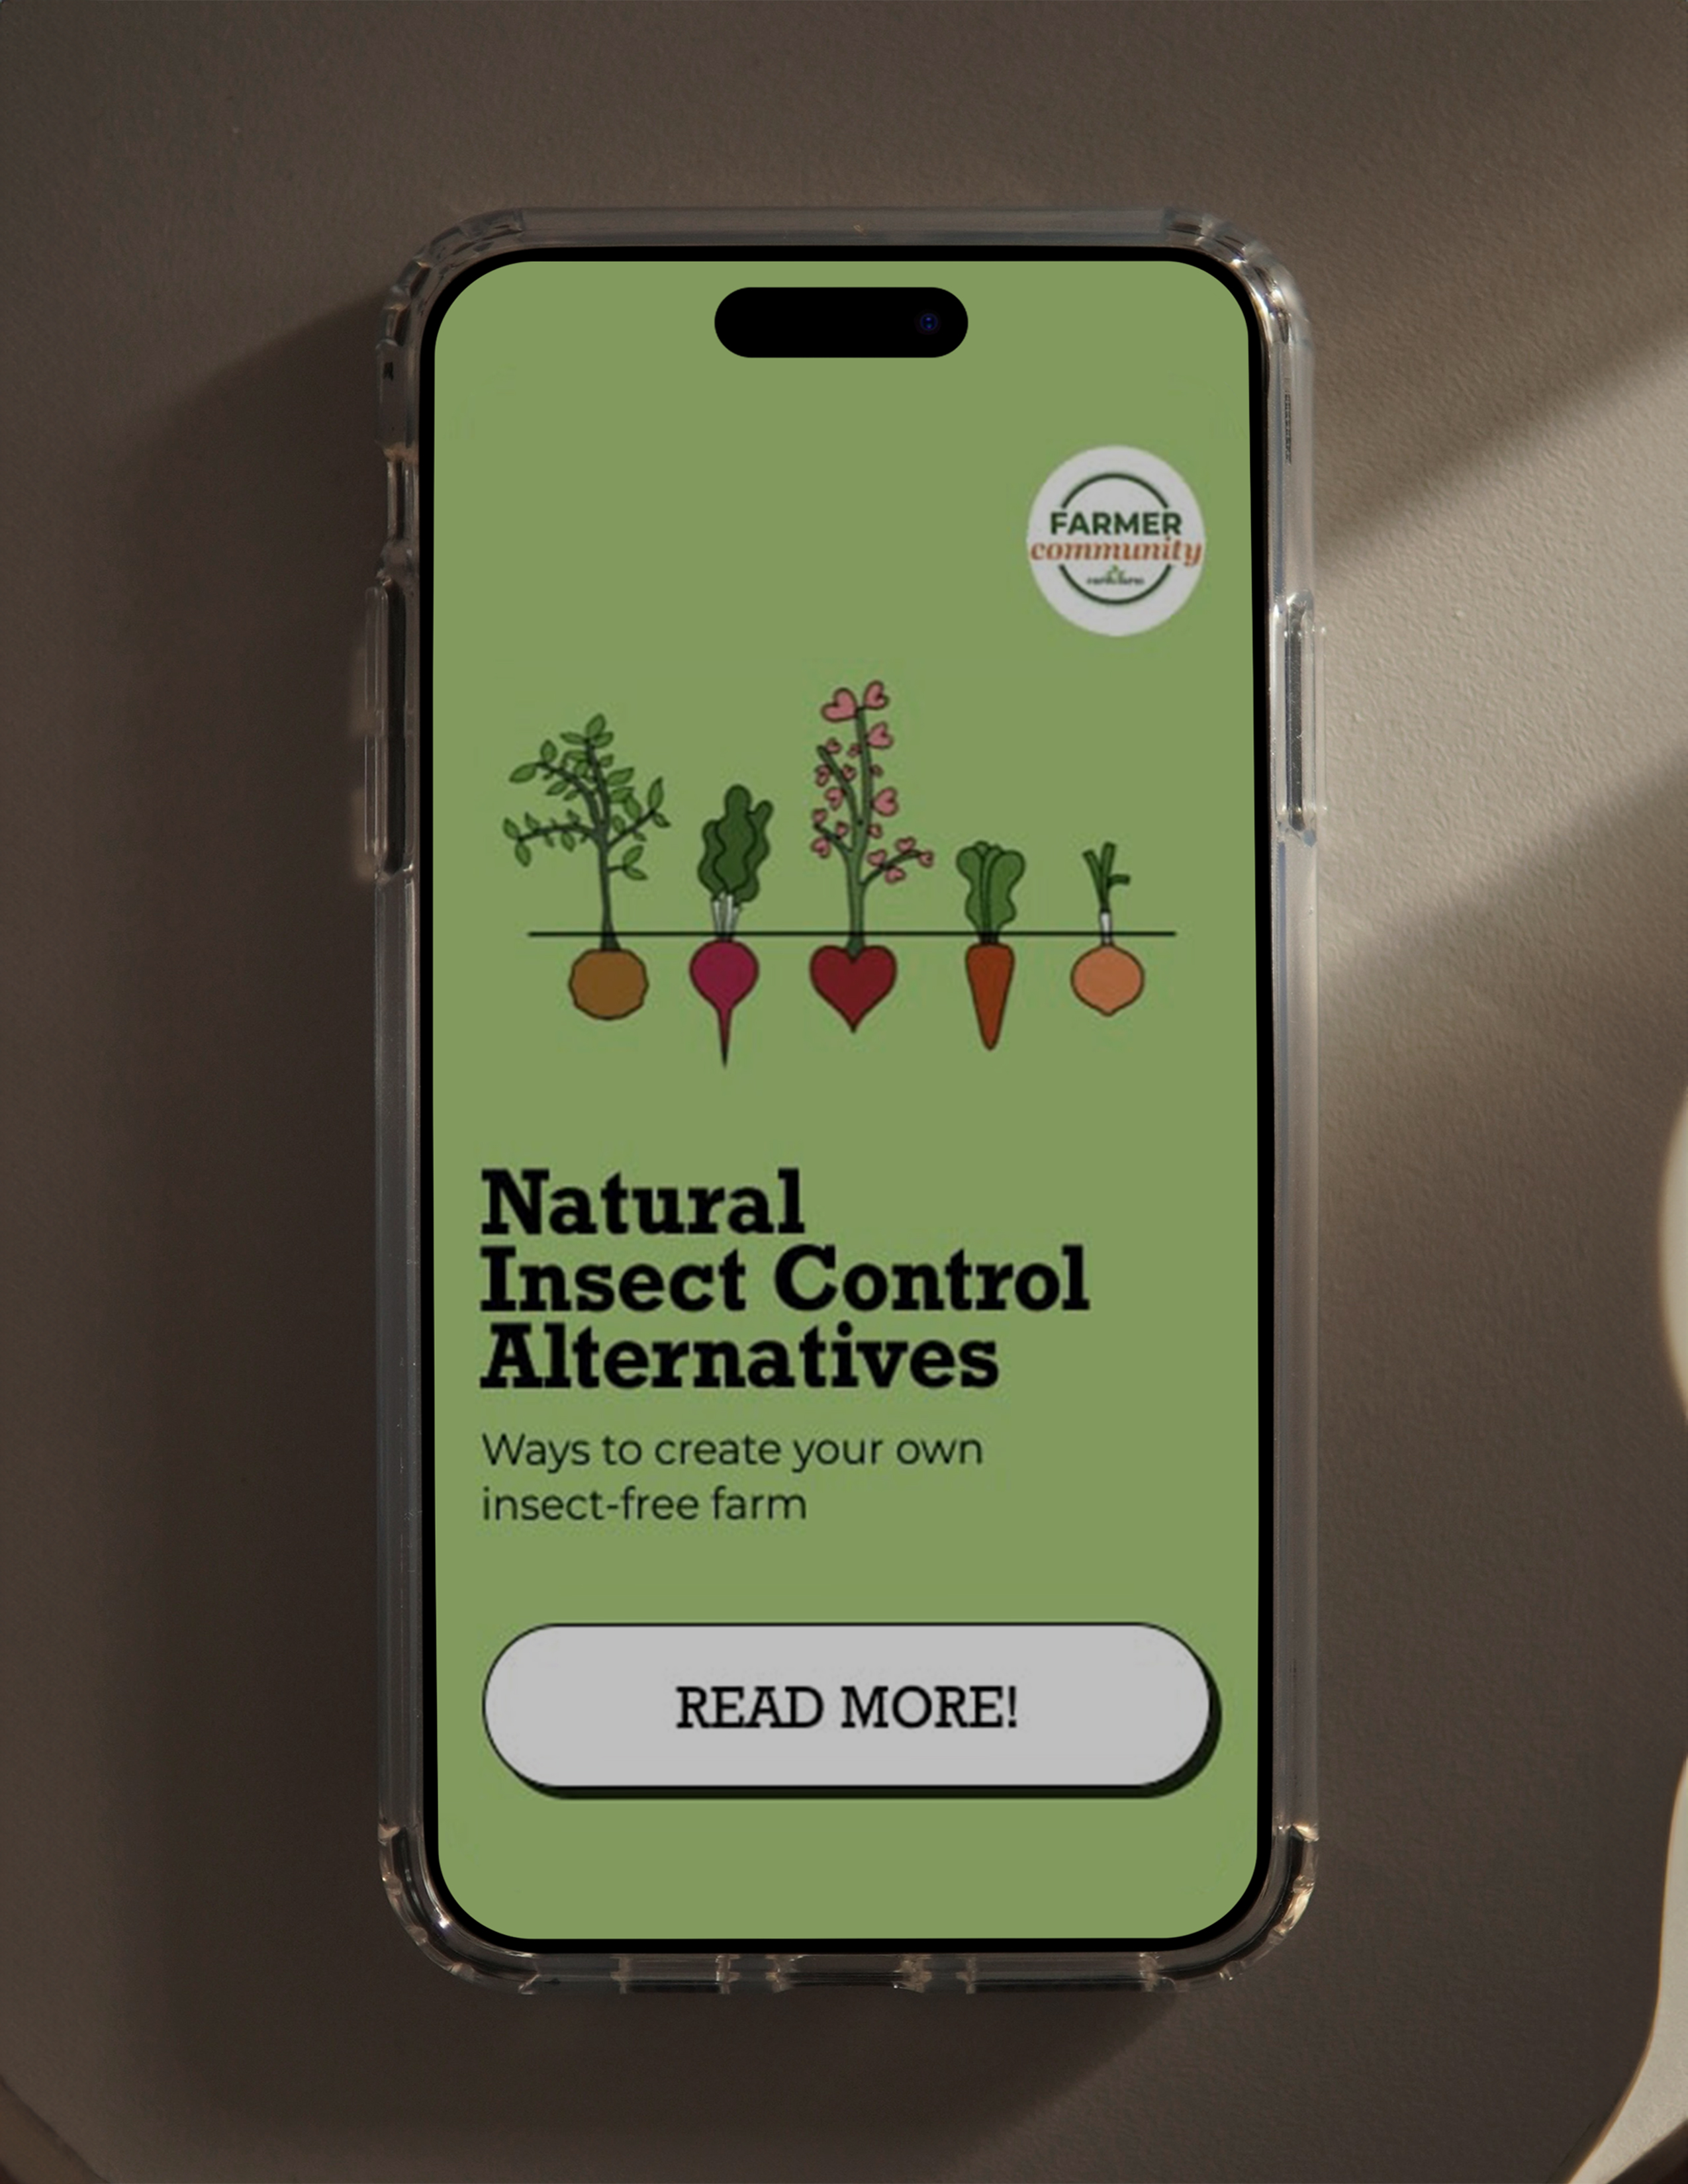 FARMER
community
Natural
Insect Control
Alternatives
Ways to create your own
insect-free farm
READ MORE!